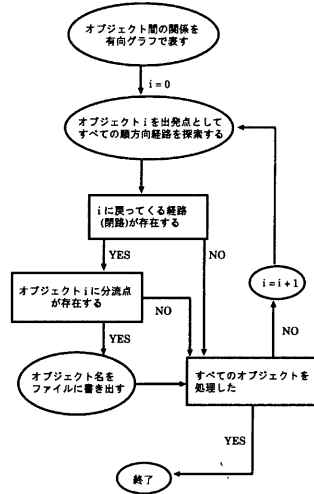 オブジェクト間の関係を
有向グラフで表す
i = 0
オブジェクト i を出発点として
すべての順方向経路を探素する
i に戻ってくる経路
(閉路)が存在する
YES
NO
オブジェクト i に分流点
が存在する
NO
YES
オブジェクト名を
ファイルに書き出す
すべてのオブジェクトを
処理した
i = i + 1
NO
YES
終了